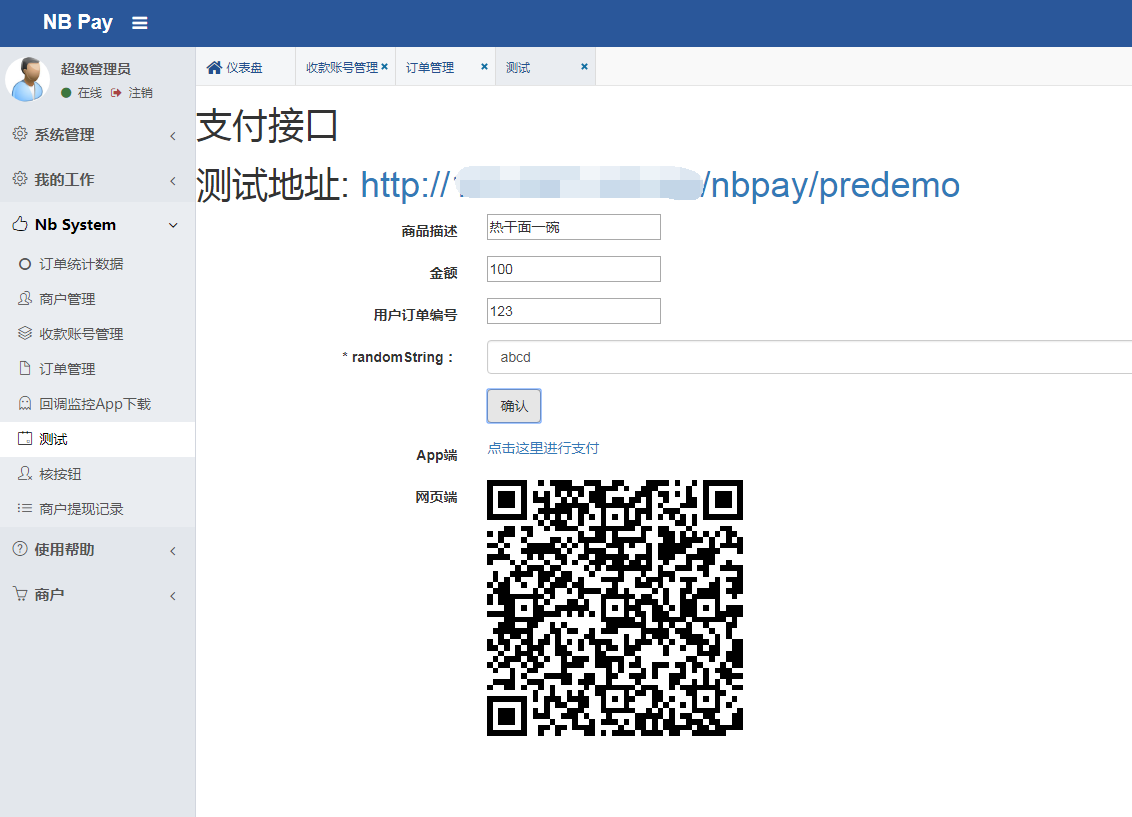 NB Pay
超级管理员
在线 注销
仪表盘 收款账号管理 订单管理 测试
系统管理
我的工作
Nb System
订单统计数据
商户管理
收款账号管理
订单管理
回调监控App下载
测试
核按钮
商户提现记录
使用帮助
商户
支付接口
测试地址: http:// /nbpay/predemo
商品描述 热干面一碗
金额 100
用户订单编号 123
* randomString： abcd
确认
App端 点击这里进行支付
网页端